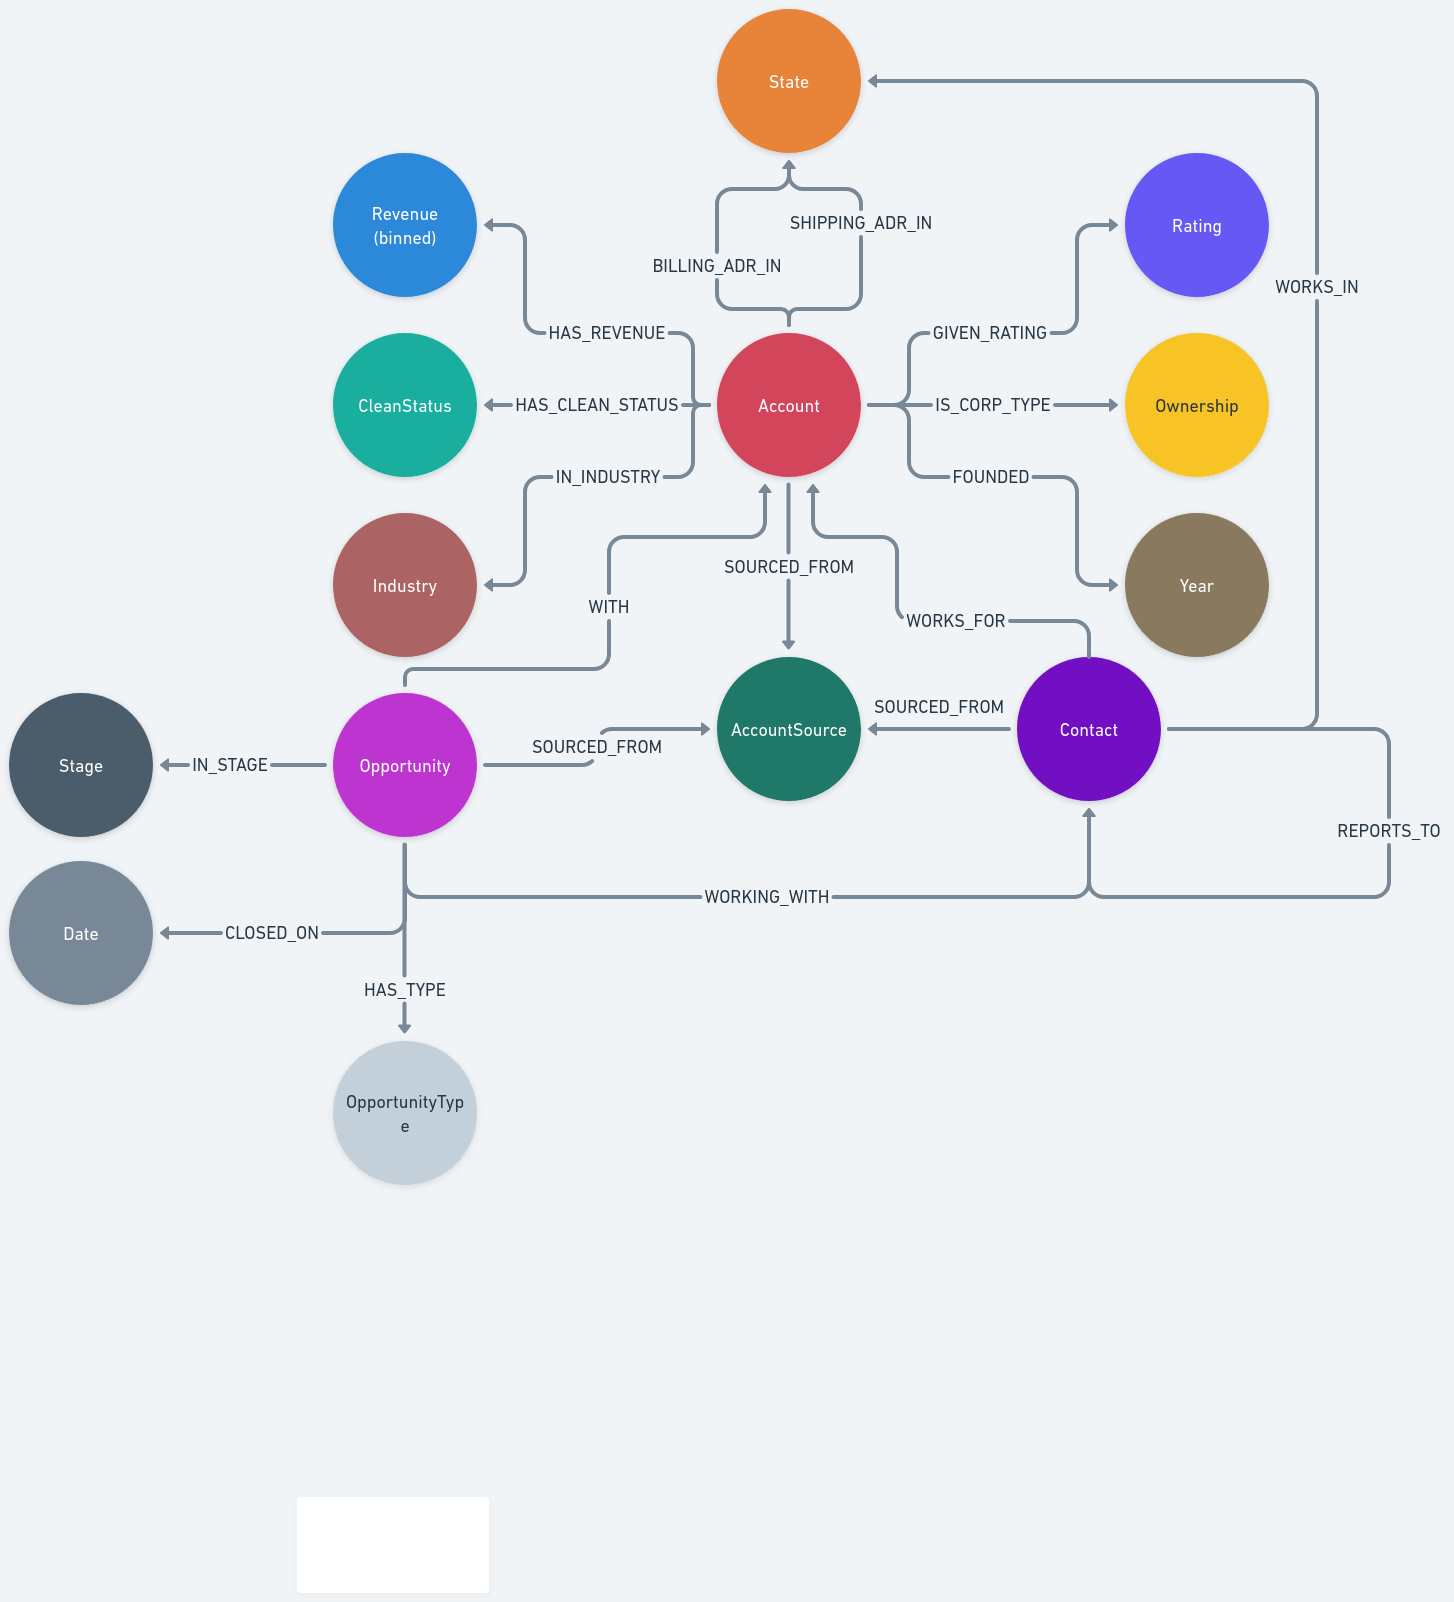 State
Revenue
(binned)
SHIPPING_ADR_IN
Rating
BILLING_ADR_IN
WORKS_IN
HAS_REVENUE
GIVEN_RATING
CleanStatus
HAS_CLEAN_STATUS
Account
IS_CORP_TYPE
Ownership
IN_INDUSTRY
FOUNDED
SOURCED_FROM
Industry
Year
WITH
WORKS_FOR
SOURCED_FROM
AccountSource
Contact
SOURCED_FROM
Stage
IN_STAGE
Opportunity
REPORTS_TO
WORKING_WITH
Date
CLOSED_ON
HAS_TYPE
OpportunityTyp
e